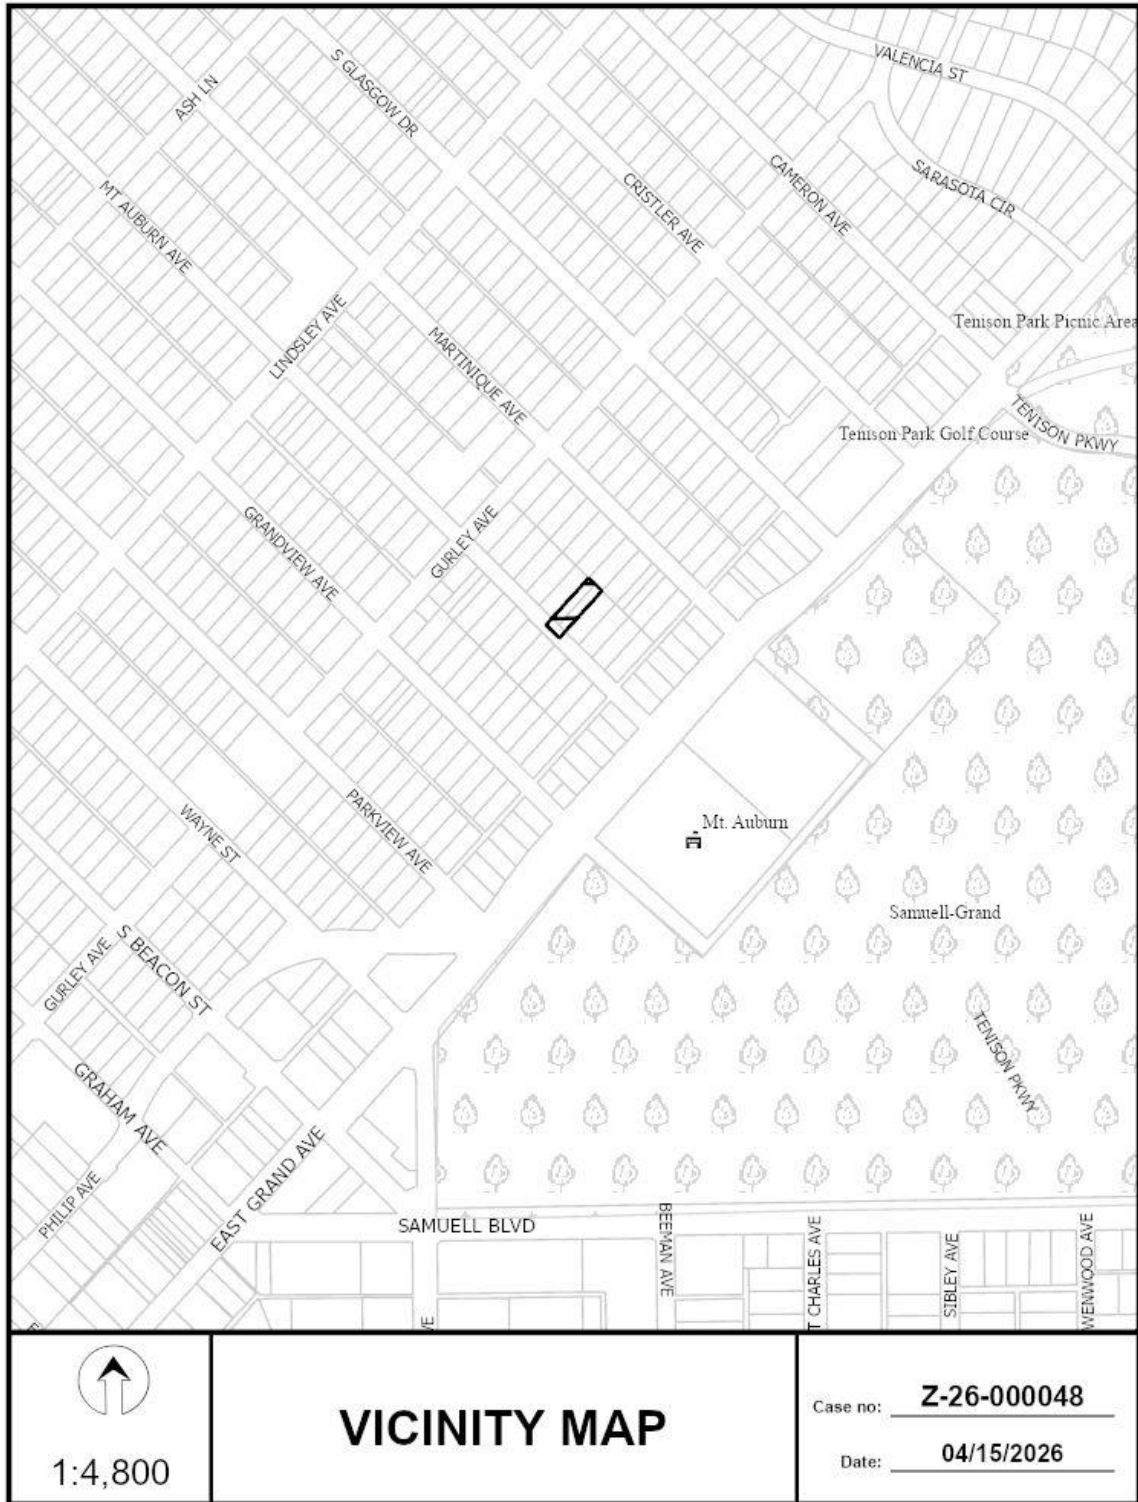 VALENCIA ST
S GLASGOW DR
ASH LN
SARASOTA CIR
CAMERON AVE
CRISTLER AVE
MT AUBURN AVE
LINDSLEY AVE
Tenison Park Picnic Area
MARTINIQUE AVE
TENISON PKWY
Tenison Park Golf Course
GURLEY AVE
GRANDVIEW AVE
Mt. Auburn
PARKVIEW AVE
WAYNE ST
Samuell-Grand
S BEACON ST
GURLEY AVE
TENISON PKWY
GRAHAM AVE
EAST GRAND AVE
PHILIP AVE
SAMUELL BLVD
BEEMAN AVE
T CHARLES AVE
SIBLEY AVE
WENWOOD AVE
VE
1:4,800
VICINITY MAP
Case no: Z-26-000048
Date: 04/15/2026